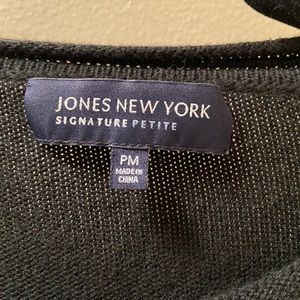 JONES NEW YORK
SIGNATURE PETITE
PM
MADE IN
CHINA